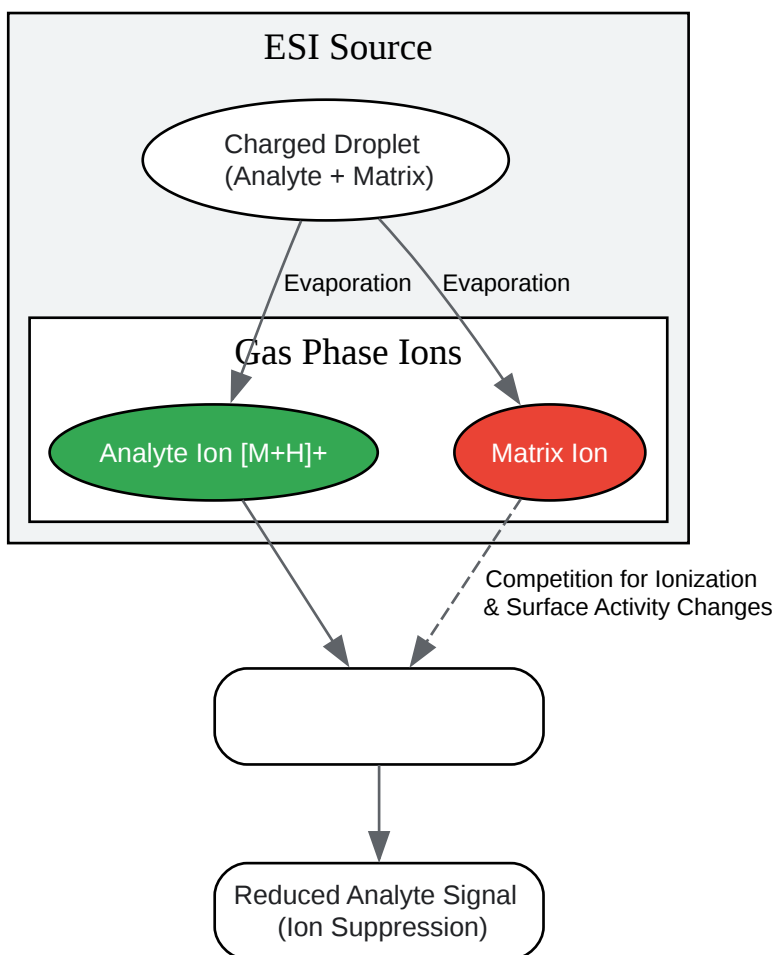 ESI Source
Charged Droplet
(Analyte + Matrix)
Evaporation
Evaporation
Gas Phase Ions
Analyte Ion [M+H]+
Matrix Ion
Competition for Ionization
& Surface Activity Changes
Reduced Analyte Signal
(Ion Suppression)